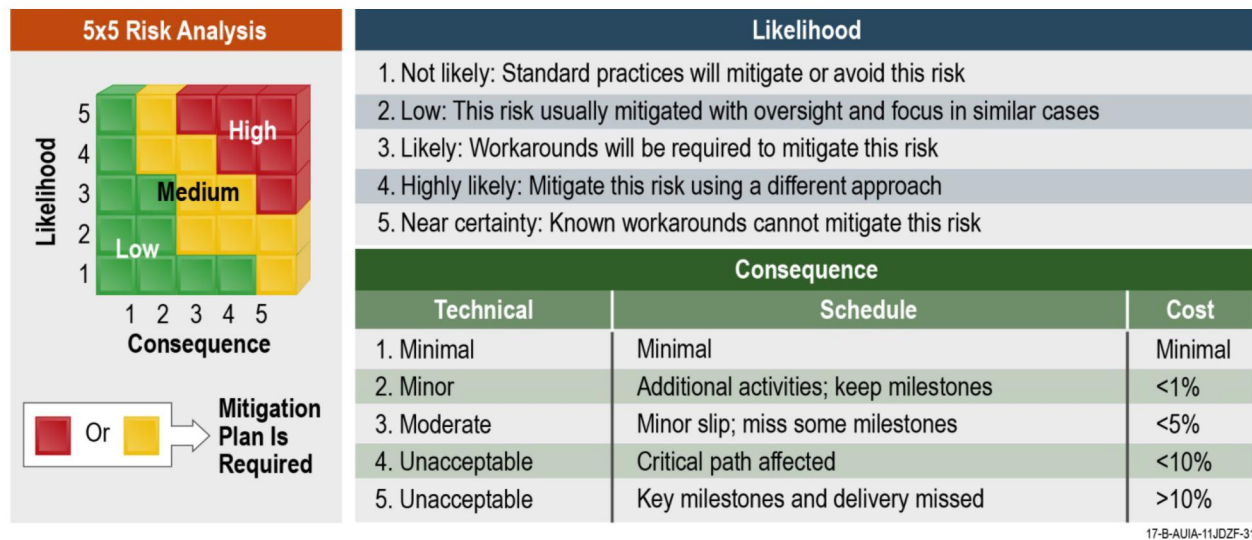 5x5 Risk Analysis
Likelihood
5
4
3
2
1
High
Medium
Low
1 2 3 4 5
Consequence
Or
Mitigation
Plan Is
Required
Likelihood
1. Not likely: Standard practices will mitigate or avoid this risk
2. Low: This risk usually mitigated with oversight and focus in similar cases
3. Likely: Workarounds will be required to mitigate this risk
4. Highly likely: Mitigate this risk using a different approach
5. Near certainty: Known workarounds cannot mitigate this risk
Consequence
Technical Schedule Cost
1. Minimal Minimal Minimal
2. Minor Additional activities; keep milestones <1%
3. Moderate Minor slip; miss some milestones <5%
4. Unacceptable Critical path affected <10%
5. Unacceptable Key milestones and delivery missed >10%
17-B-AUIA-11JDZF-31